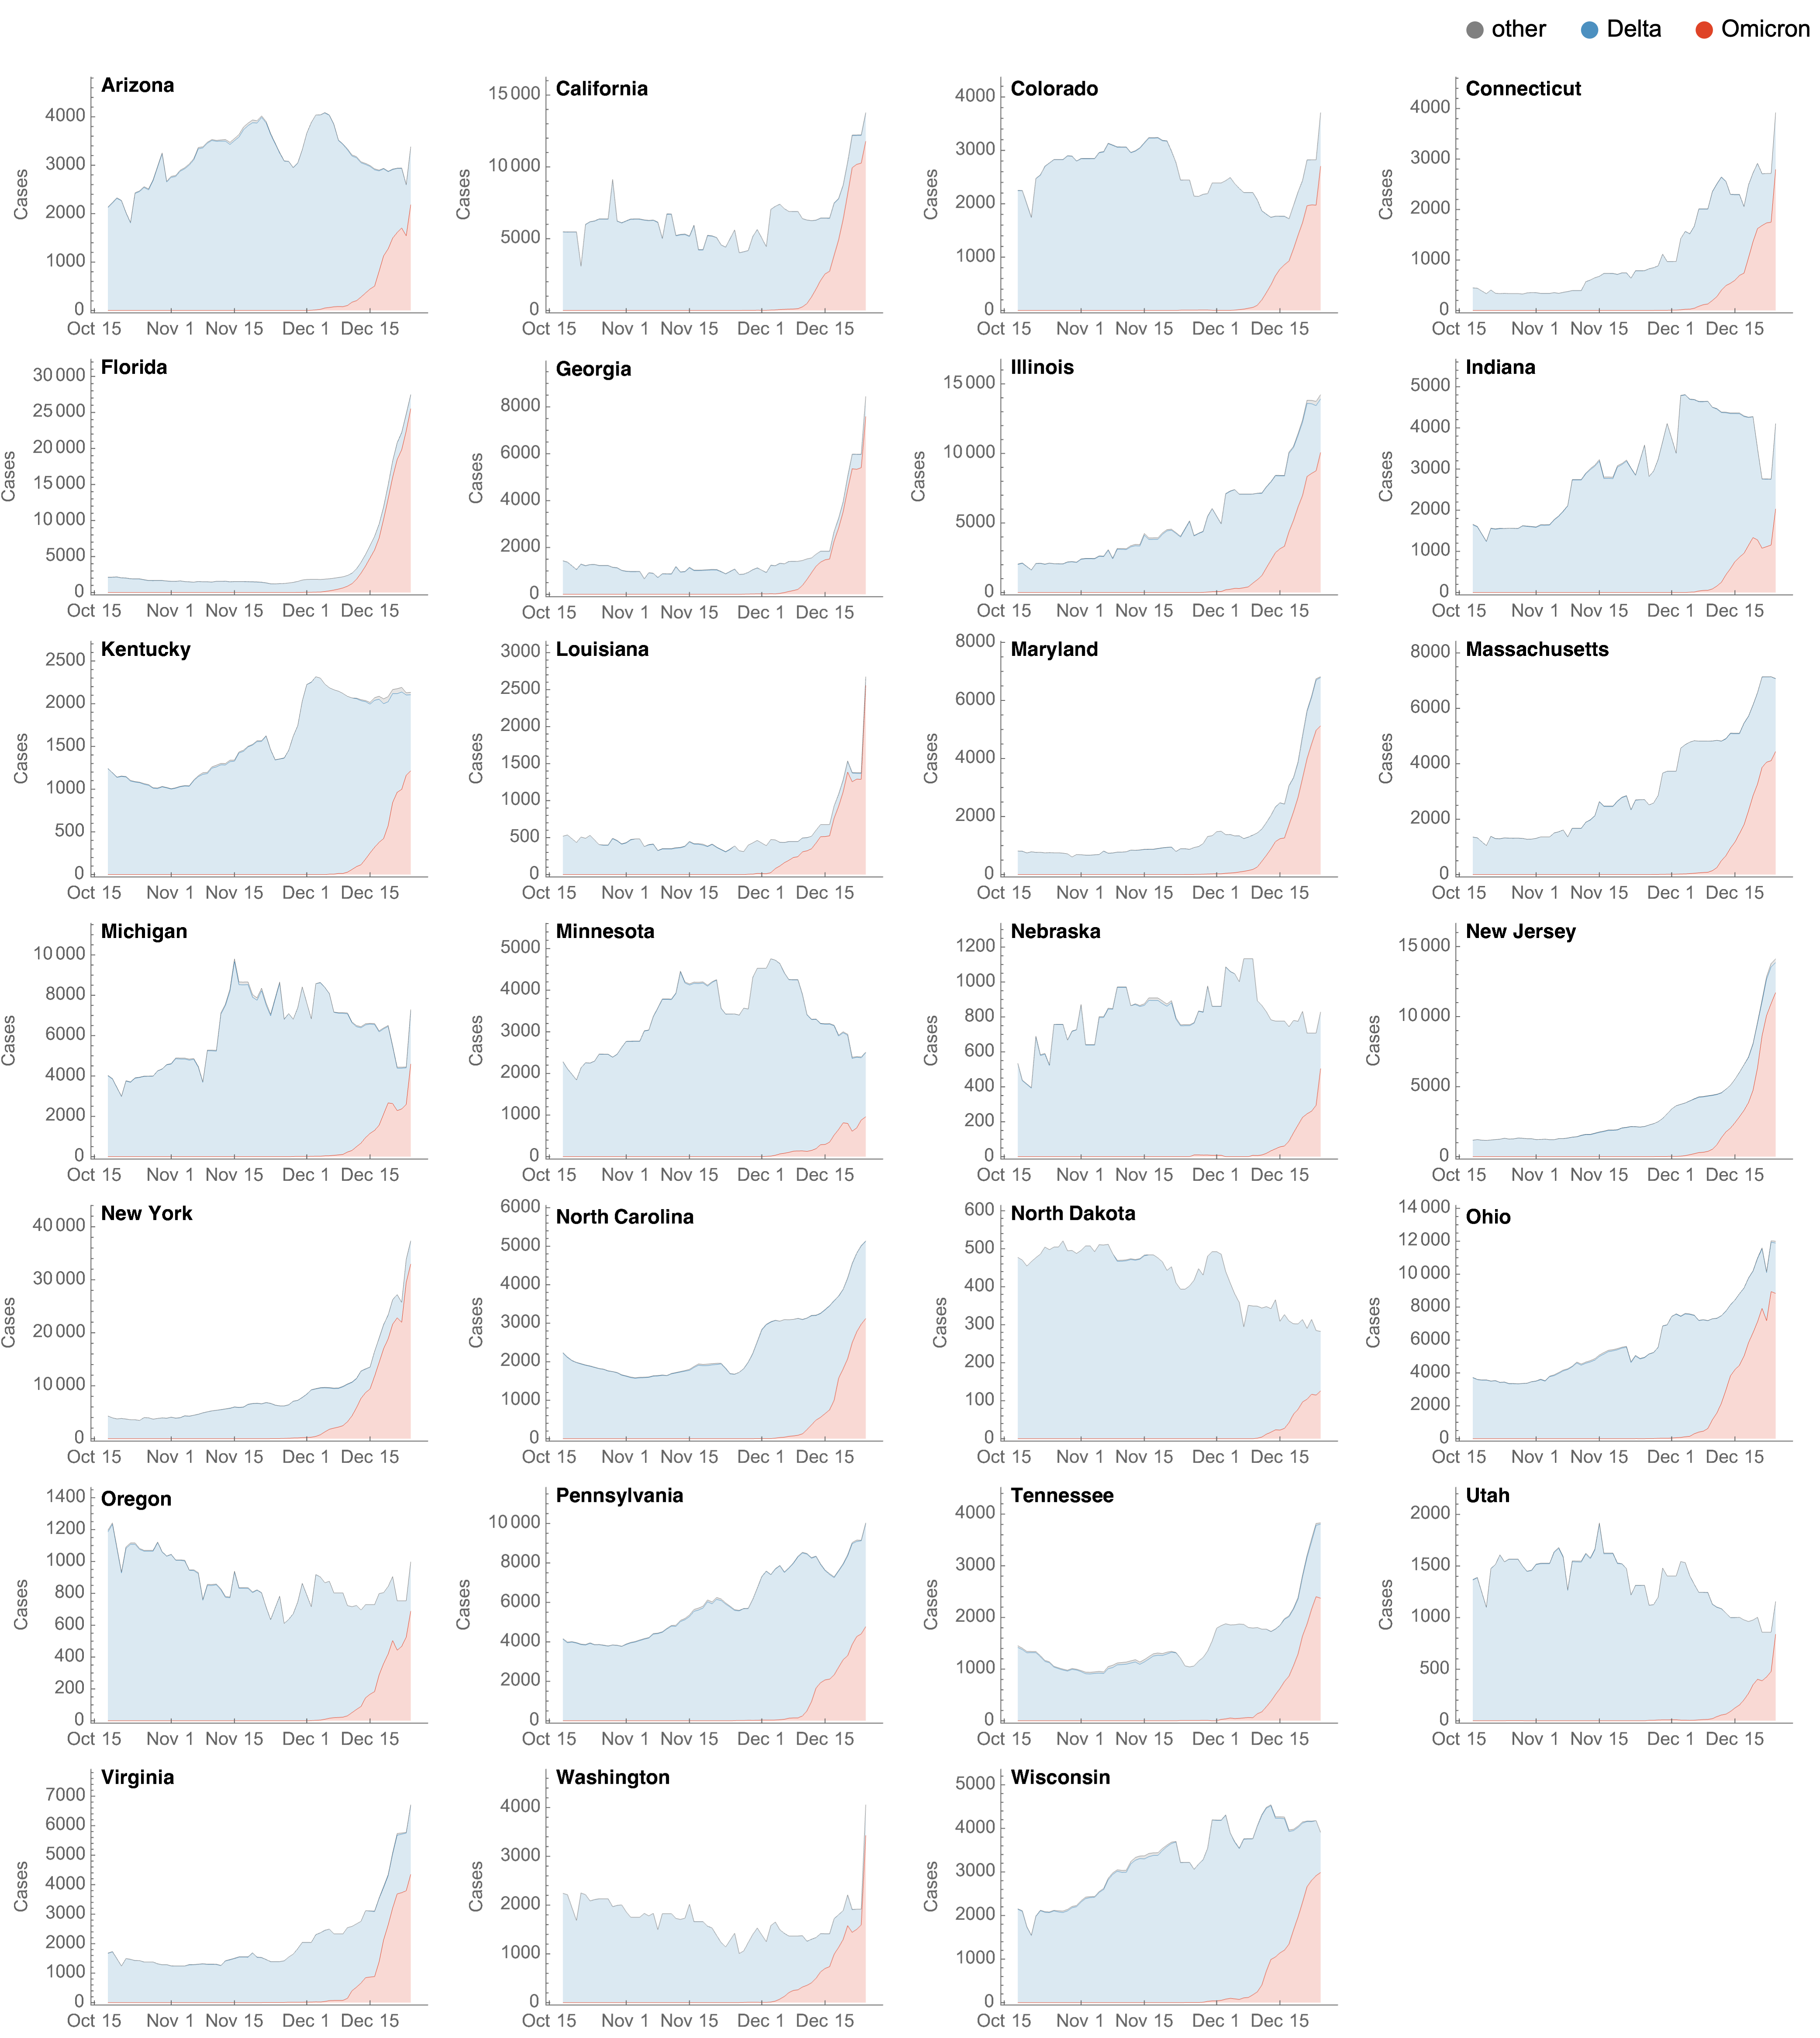 other Delta Omicron
Arizona
Cases
4000
3000
2000
1000
0
Oct 15 Nov 1 Nov 15 Dec 1 Dec 15
California
Cases
15 000
10 000
5000
0
Oct 15 Nov 1 Nov 15 Dec 1 Dec 15
Colorado
Cases
4000
3000
2000
1000
0
Oct 15 Nov 1 Nov 15 Dec 1 Dec 15
Connecticut
Cases
4000
3000
2000
1000
0
Oct 15 Nov 1 Nov 15 Dec 1 Dec 15
Florida
Cases
30 000
25 000
20 000
15 000
10 000
5000
0
Oct 15 Nov 1 Nov 15 Dec 1 Dec 15
Georgia
Cases
8000
6000
4000
2000
0
Oct 15 Nov 1 Nov 15 Dec 1 Dec 15
Illinois
Cases
15 000
10 000
5000
0
Oct 15 Nov 1 Nov 15 Dec 1 Dec 15
Indiana
Cases
5000
4000
3000
2000
1000
0
Oct 15 Nov 1 Nov 15 Dec 1 Dec 15
Kentucky
Cases
2500
2000
1500
1000
500
0
Oct 15 Nov 1 Nov 15 Dec 1 Dec 15
Louisiana
Cases
3000
2500
2000
1500
1000
500
0
Oct 15 Nov 1 Nov 15 Dec 1 Dec 15
Maryland
Cases
8000
6000
4000
2000
0
Oct 15 Nov 1 Nov 15 Dec 1 Dec 15
Massachusetts
Cases
8000
6000
4000
2000
0
Oct 15 Nov 1 Nov 15 Dec 1 Dec 15
Michigan
Cases
10 000
8000
6000
4000
2000
0
Oct 15 Nov 1 Nov 15 Dec 1 Dec 15
Minnesota
Cases
5000
4000
3000
2000
1000
0
Oct 15 Nov 1 Nov 15 Dec 1 Dec 15
Nebraska
Cases
1200
1000
800
600
400
200
0
Oct 15 Nov 1 Nov 15 Dec 1 Dec 15
New Jersey
Cases
15 000
10 000
5000
0
Oct 15 Nov 1 Nov 15 Dec 1 Dec 15
New York
Cases
40 000
30 000
20 000
10 000
0
Oct 15 Nov 1 Nov 15 Dec 1 Dec 15
North Carolina
Cases
6000
5000
4000
3000
2000
1000
0
Oct 15 Nov 1 Nov 15 Dec 1 Dec 15
North Dakota
Cases
600
500
400
300
200
100
0
Oct 15 Nov 1 Nov 15 Dec 1 Dec 15
Ohio
Cases
14 000
12 000
10 000
8000
6000
4000
2000
0
Oct 15 Nov 1 Nov 15 Dec 1 Dec 15
Oregon
Cases
1400
1200
1000
800
600
400
200
0
Oct 15 Nov 1 Nov 15 Dec 1 Dec 15
Pennsylvania
Cases
10 000
8000
6000
4000
2000
0
Oct 15 Nov 1 Nov 15 Dec 1 Dec 15
Tennessee
Cases
4000
3000
2000
1000
0
Oct 15 Nov 1 Nov 15 Dec 1 Dec 15
Utah
Cases
2000
1500
1000
500
0
Oct 15 Nov 1 Nov 15 Dec 1 Dec 15
Virginia
Cases
7000
6000
5000
4000
3000
2000
1000
0
Oct 15 Nov 1 Nov 15 Dec 1 Dec 15
Washington
Cases
4000
3000
2000
1000
0
Oct 15 Nov 1 Nov 15 Dec 1 Dec 15
Wisconsin
Cases
5000
4000
3000
2000
1000
0
Oct 15 Nov 1 Nov 15 Dec 1 Dec 15